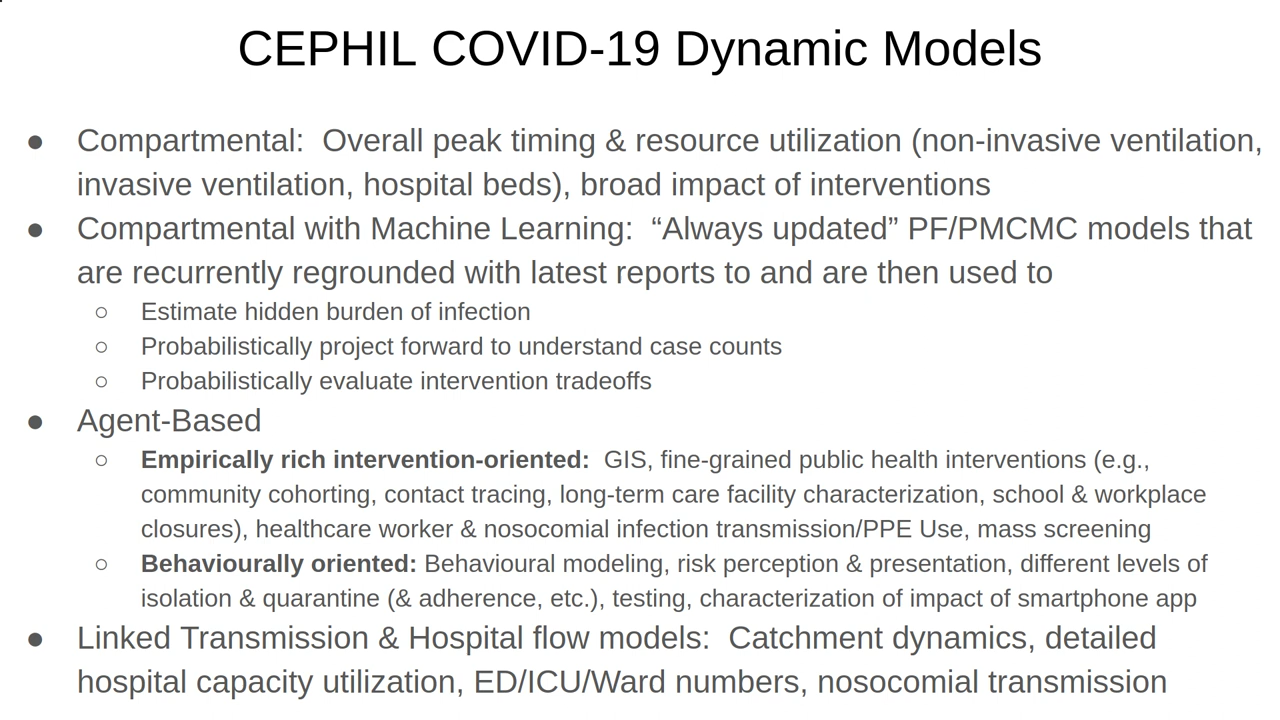 CEPHIL COVID-19 Dynamic Models
● Compartmental:  Overall peak timing & resource utilization (non-invasive ventilation,
invasive ventilation, hospital beds), broad impact of interventions
● Compartmental with Machine Learning:  “Always updated” PF/PMCMC models that
are recurrently regrounded with latest reports to and are then used to
○ Estimate hidden burden of infection
○ Probabilistically project forward to understand case counts
○ Probabilistically evaluate intervention tradeoffs
● Agent-Based
○ Empirically rich intervention-oriented:  GIS, fine-grained public health interventions (e.g.,
community cohorting, contact tracing, long-term care facility characterization, school & workplace
closures), healthcare worker & nosocomial infection transmission/PPE Use, mass screening
○ Behaviourally oriented: Behavioural modeling, risk perception & presentation, different levels of
isolation & quarantine (& adherence, etc.), testing, characterization of impact of smartphone app
● Linked Transmission & Hospital flow models:  Catchment dynamics, detailed
hospital capacity utilization, ED/ICU/Ward numbers, nosocomial transmission